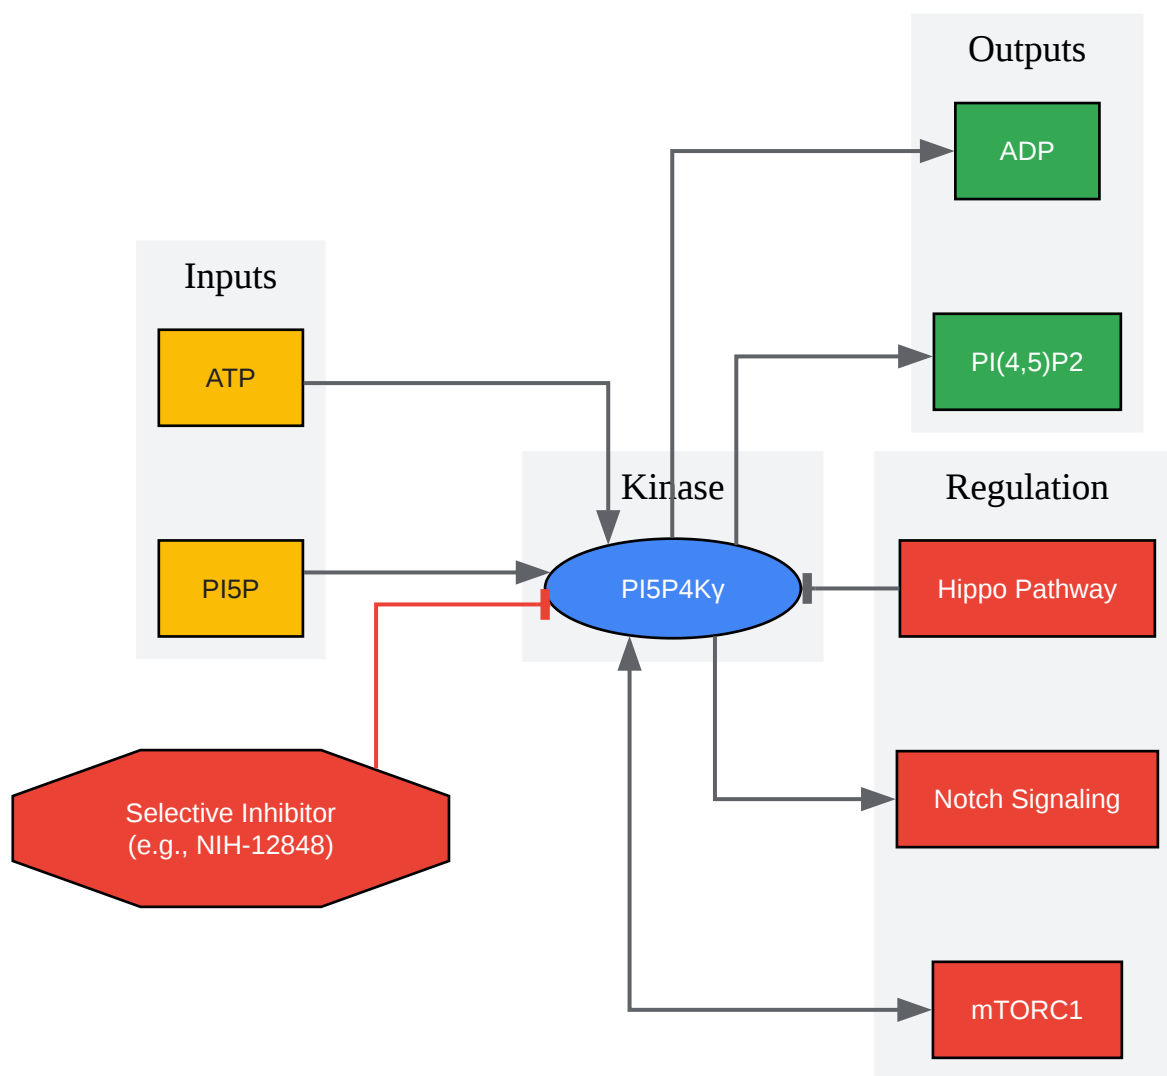 Outputs
ADP
PI(4,5)P2
Inputs
ATP
PI5P
Kinase
PI5P4Kγ
Regulation
Hippo Pathway
Notch Signaling
mTORC1
Selective Inhibitor
(e.g., NIH-12848)